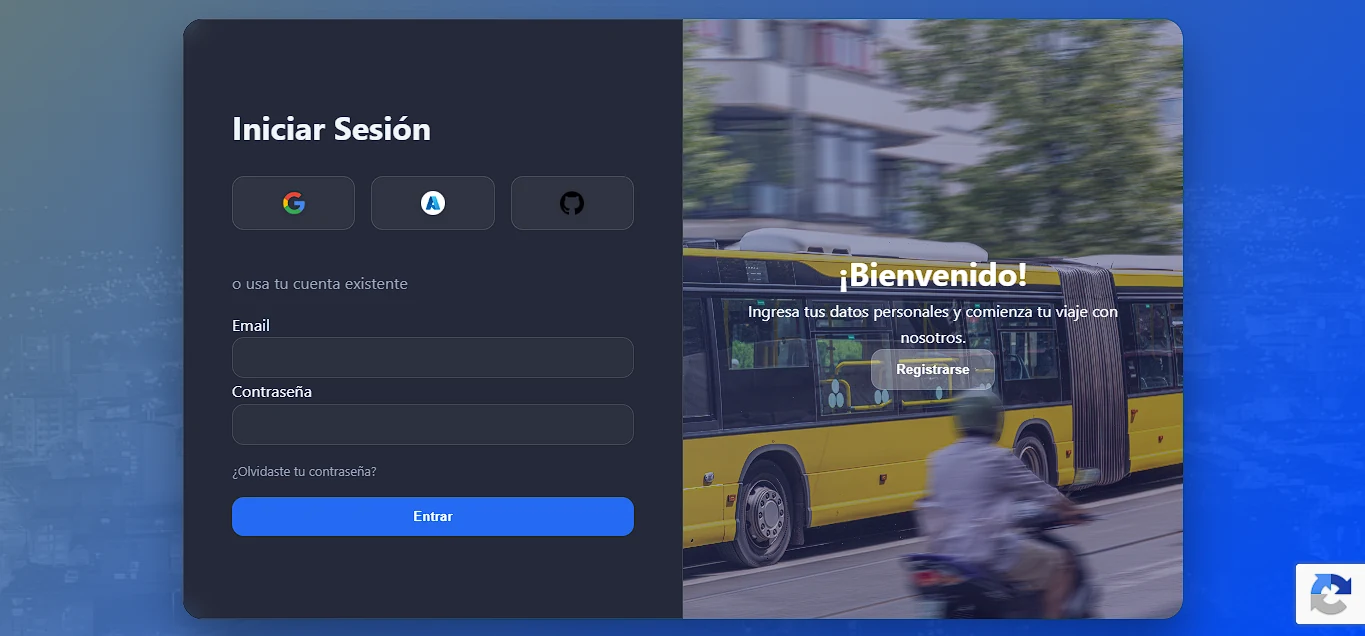 Iniciar Sesión
o usa tu cuenta existente
Email
Contraseña
¿Olvidaste tu contraseña?
Entrar
¡Bienvenido!
Ingresa tus datos personales y comienza tu viaje con
nosotros.
Registrarse